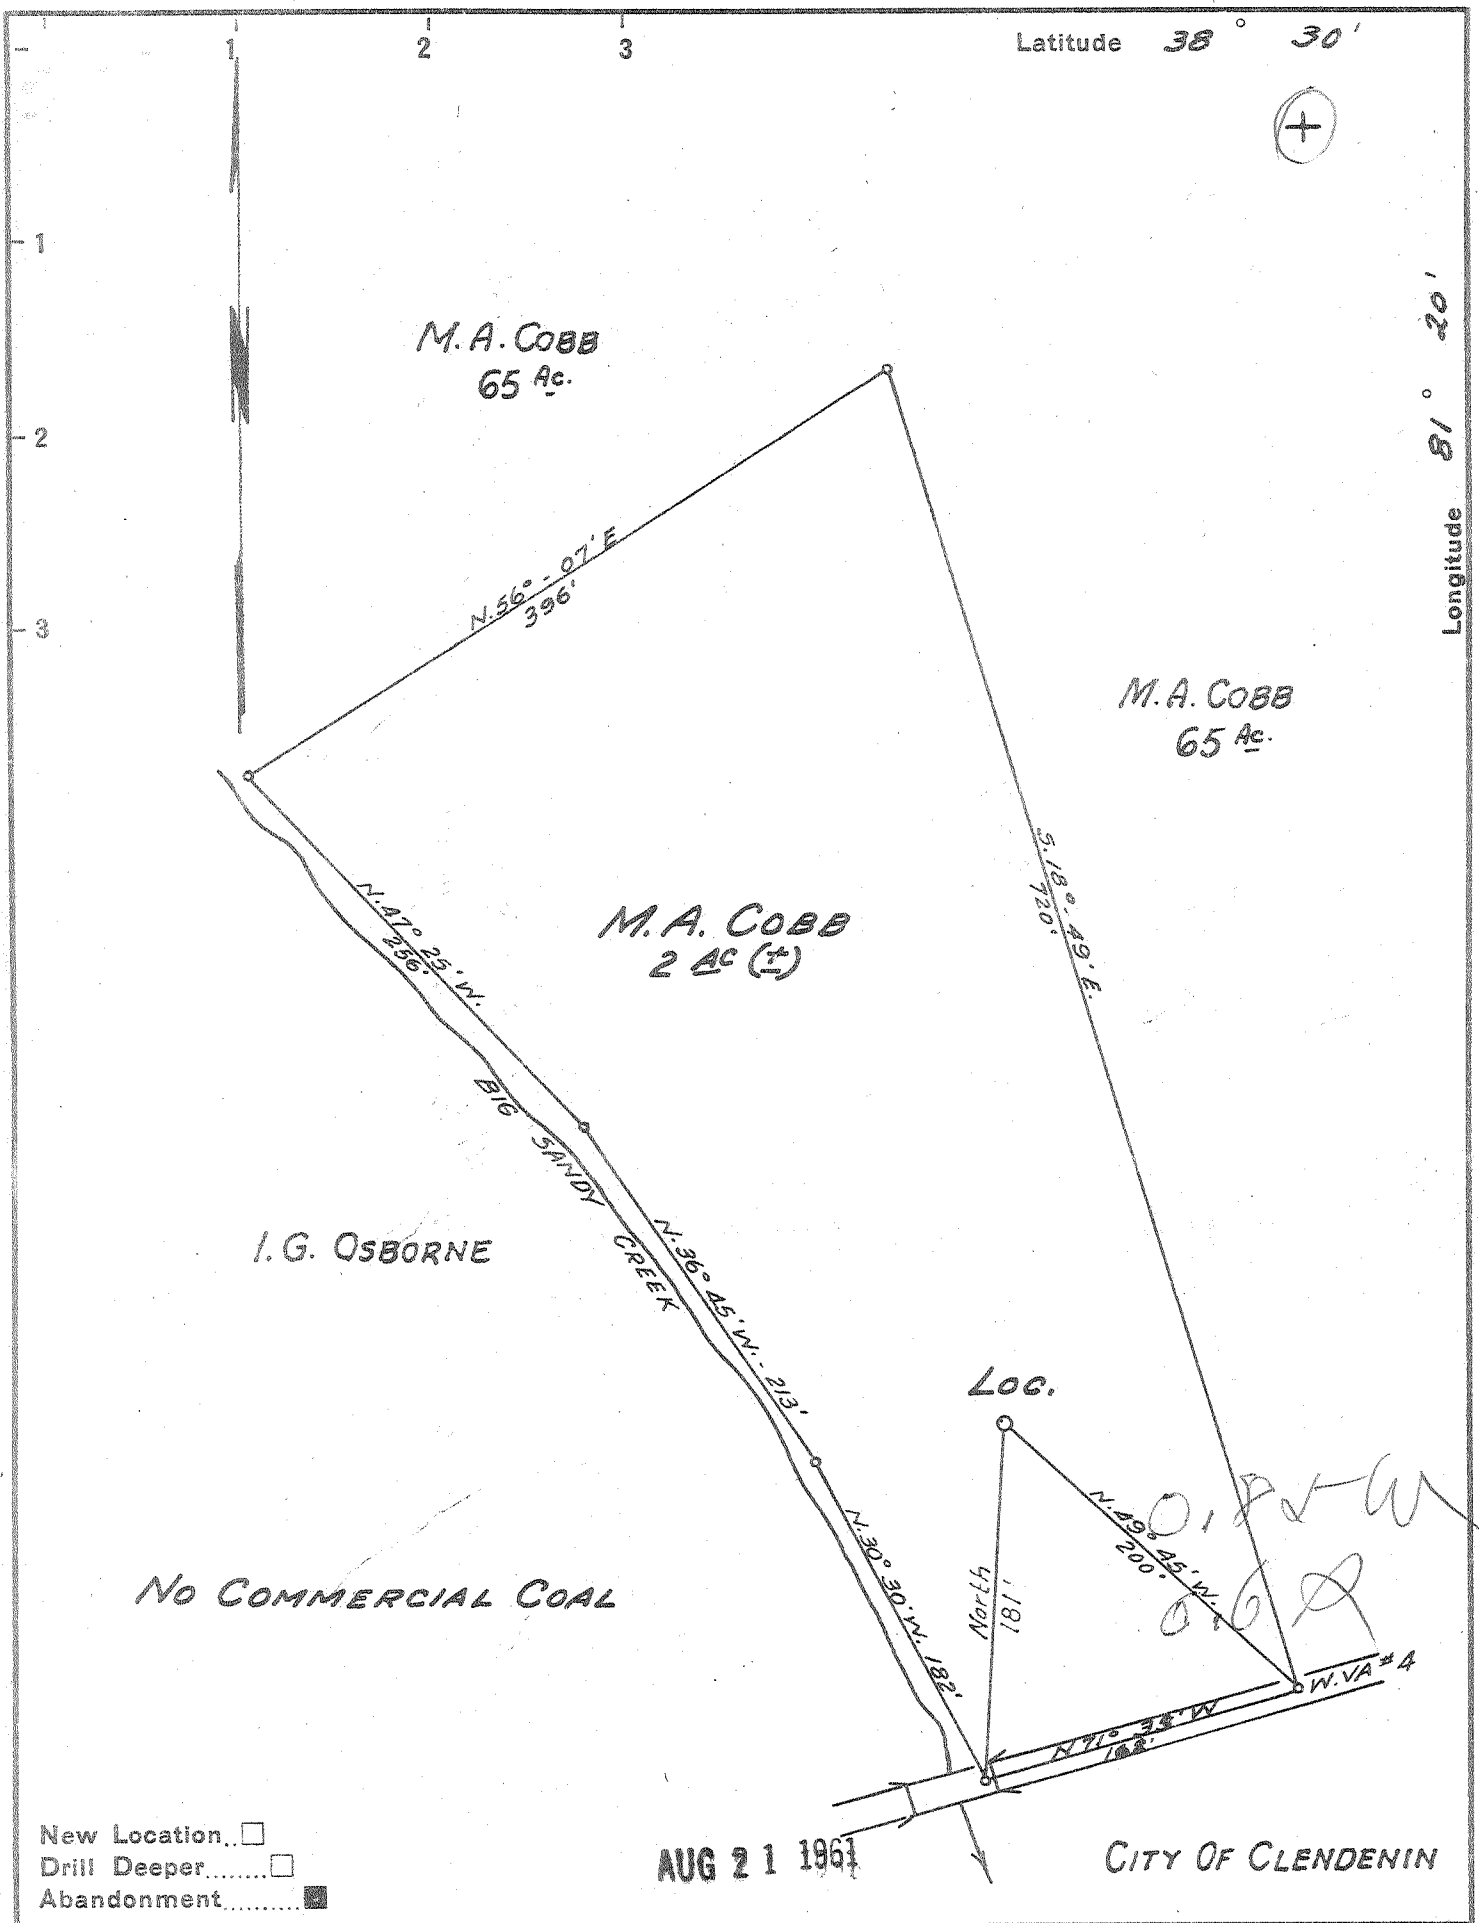 1 2 3 Latitude 38° 30'
+
1
2
3
Longitude 81° 20'
M. A. COBB
65 Ac.
N. 56° - 07' E
396'
M. A. COBB
65 Ac.
S. 18° - 49' E.
720'
N. 47° 25' W.
256'
M. A. COBB
2 Ac (±)
BIG SANDY CREEK
I. G. OSBORNE
N. 36° 45' W. - 213'
LOC.
N. 49° 45' W.
200'
North
181'
N. 30° 30' W. 182'
NO COMMERCIAL COAL
W. VA #4
New Location..
Drill Deeper........
Abandonment..........
AUG 21 1961
CITY OF CLENDENIN